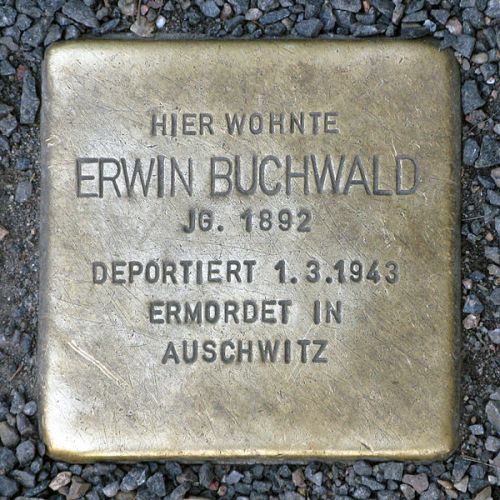 HIER WOHNTE
ERWIN BUCHWALD
JG. 1892
DEPORTIERT 1.3.1943
ERMORDET IN
AUSCHWITZ